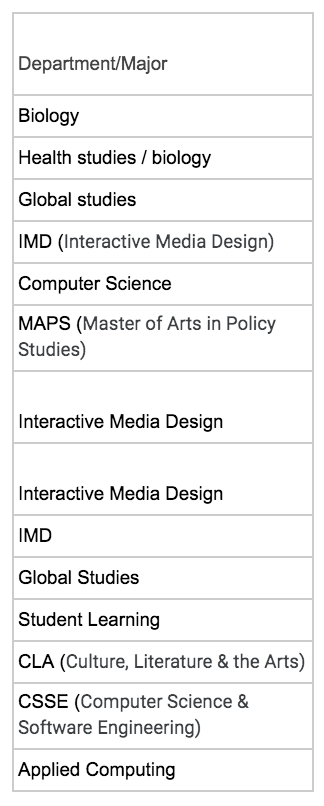 Department/Major
Biology
Health studies / biology
Global studies
IMD (Interactive Media Design)
Computer Science
MAPS (Master of Arts in Policy
Studies)
Interactive Media Design
Interactive Media Design
IMD
Global Studies
Student Learning
CLA (Culture, Literature & the Arts)
CSSE (Computer Science &
Software Engineering)
Applied Computing